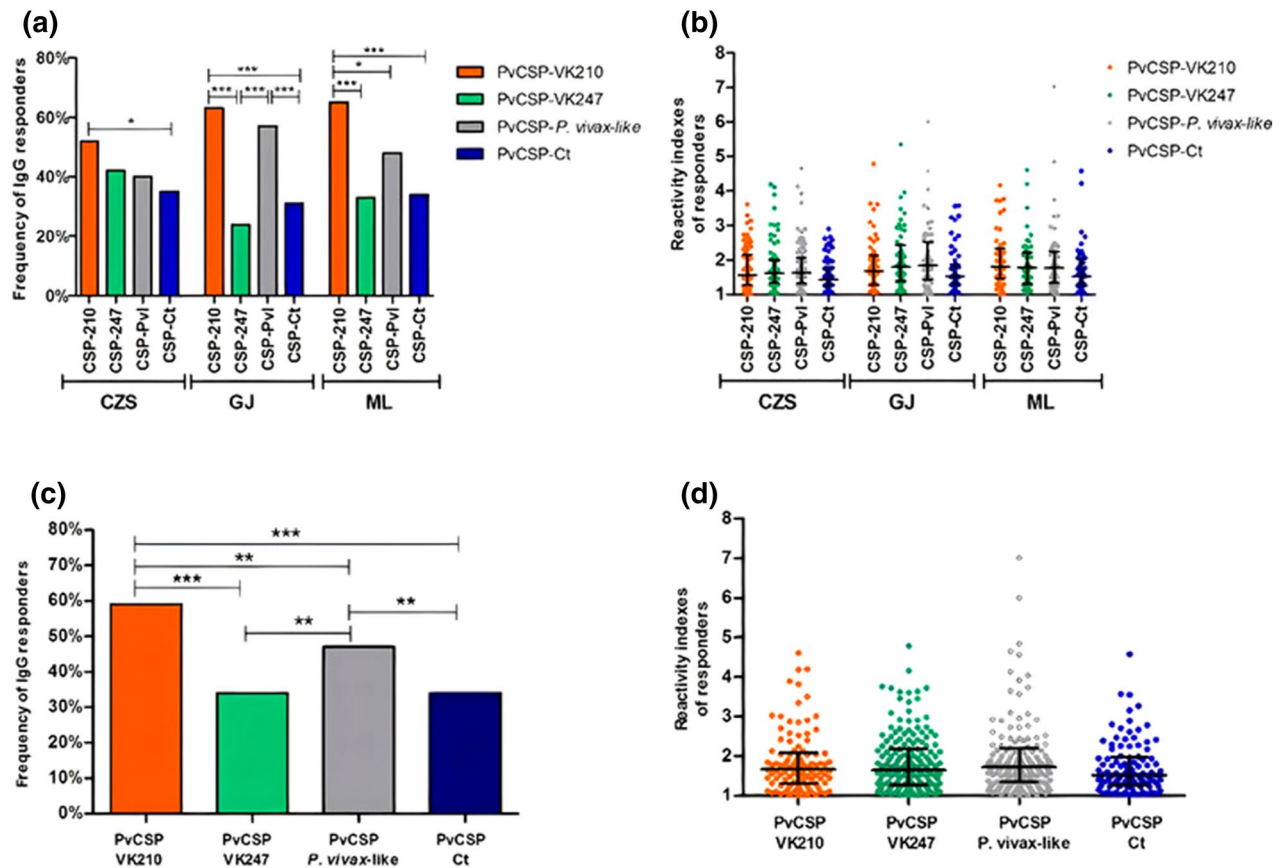 (a)
Frequency of IgG responders
80%
60%
40%
20%
0%
***
***
*
***
***
***
***
*
***
PvCSP-VK210
PvCSP-VK247
PvCSP-P. vivax-like
PvCSP-Ct
CSP-210
CSP-247
CSP-Pvl
CSP-Ct
CSP-210
CSP-247
CSP-Pvl
CSP-Ct
CSP-210
CSP-247
CSP-Pvl
CSP-Ct
CZS
GJ
ML
(b)
Reactivity indexes
of responders
8
7
6
5
4
3
2
1
PvCSP-VK210
PvCSP-VK247
PvCSP-P. vivax-like
PvCSP-Ct
CSP-210
CSP-247
CSP-Pvl
CSP-Ct
CSP-210
CSP-247
CSP-Pvl
CSP-Ct
CSP-210
CSP-247
CSP-Pvl
CSP-Ct
CZS
GJ
ML
(c)
Frequency of IgG responders
80%
70%
60%
50%
40%
30%
20%
10%
0%
***
**
***
**
**
PvCSP
VK210
PvCSP
VK247
PvCSP
P. vivax-like
PvCSP
Ct
(d)
Reactivity indexes
of responders
8
7
6
5
4
3
2
1
PvCSP
VK210
PvCSP
VK247
PvCSP
P. vivax-like
PvCSP
Ct